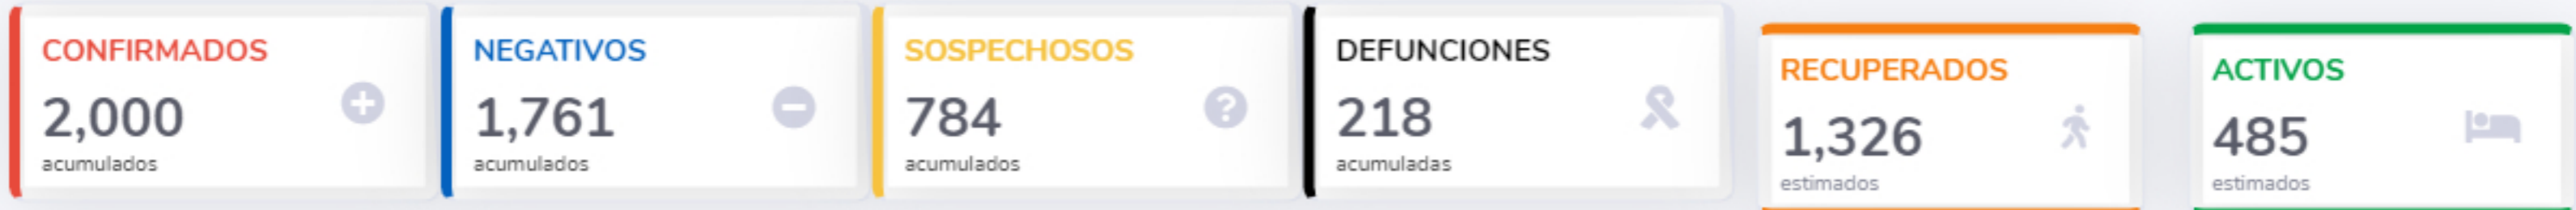 CONFIRMADOS
2,000
acumulados
NEGATIVOS
1,761
acumulados
SOSPECHOSOS
784
acumulados
DEFUNCIONES
218
acumuladas
RECUPERADOS
1,326
estimados
ACTIVOS
485
estimados